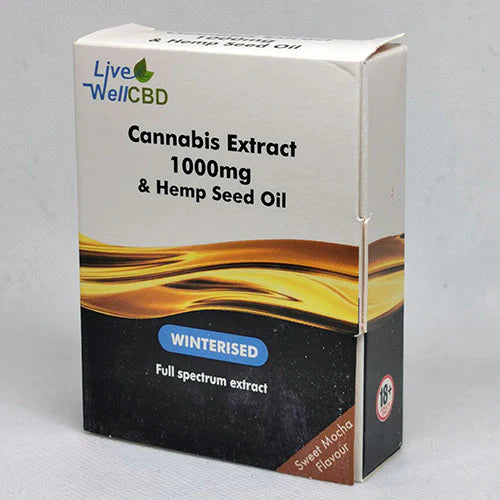 1000mg
& Hemp Seed Oil
Live
WellCBD
Cannabis Extract
1000mg
& Hemp Seed Oil
WINTERISED
Full spectrum extract
Sweet Mocha
Flavour
18+